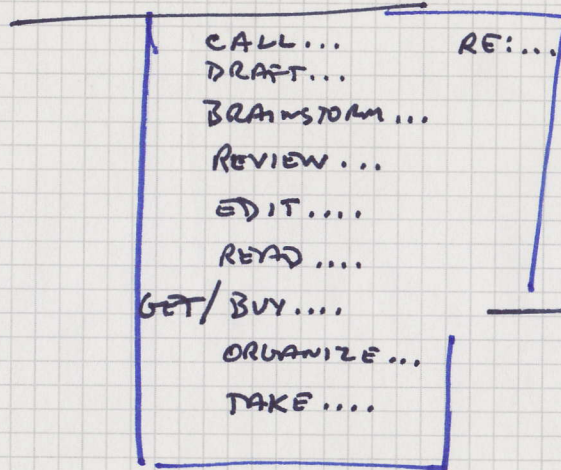 CALL... RE:...
DRAFT...
BRAINSTORM...
REVIEW...
EDIT....
READ....
GET/BUY....
ORGANIZE...
TAKE....